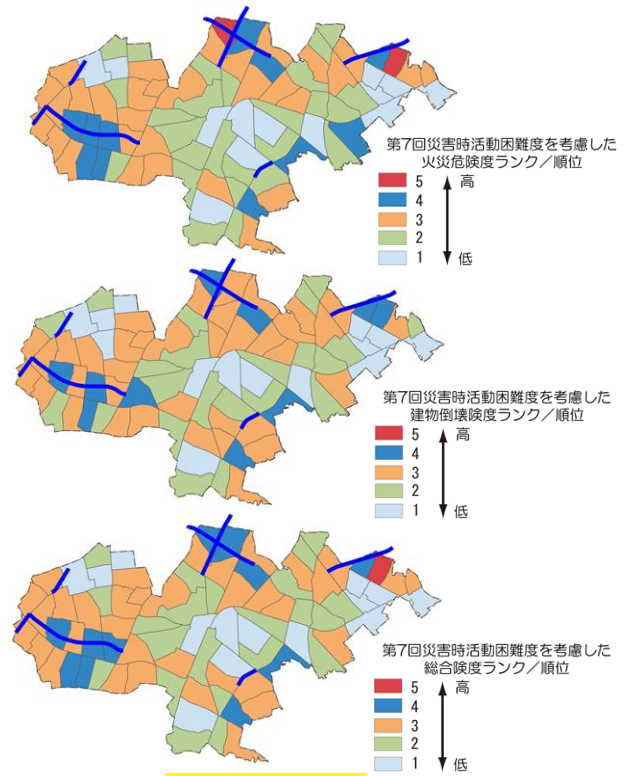 第7回災害時活動困難度を考慮した
火災危険度ランク／順位
5 高
4
3
2
1 低
第7回災害時活動困難度を考慮した
建物倒壊険度ランク／順位
5 高
4
3
2
1 低
第7回災害時活動困難度を考慮した
総合険度ランク／順位
5 高
4
3
2
1 低